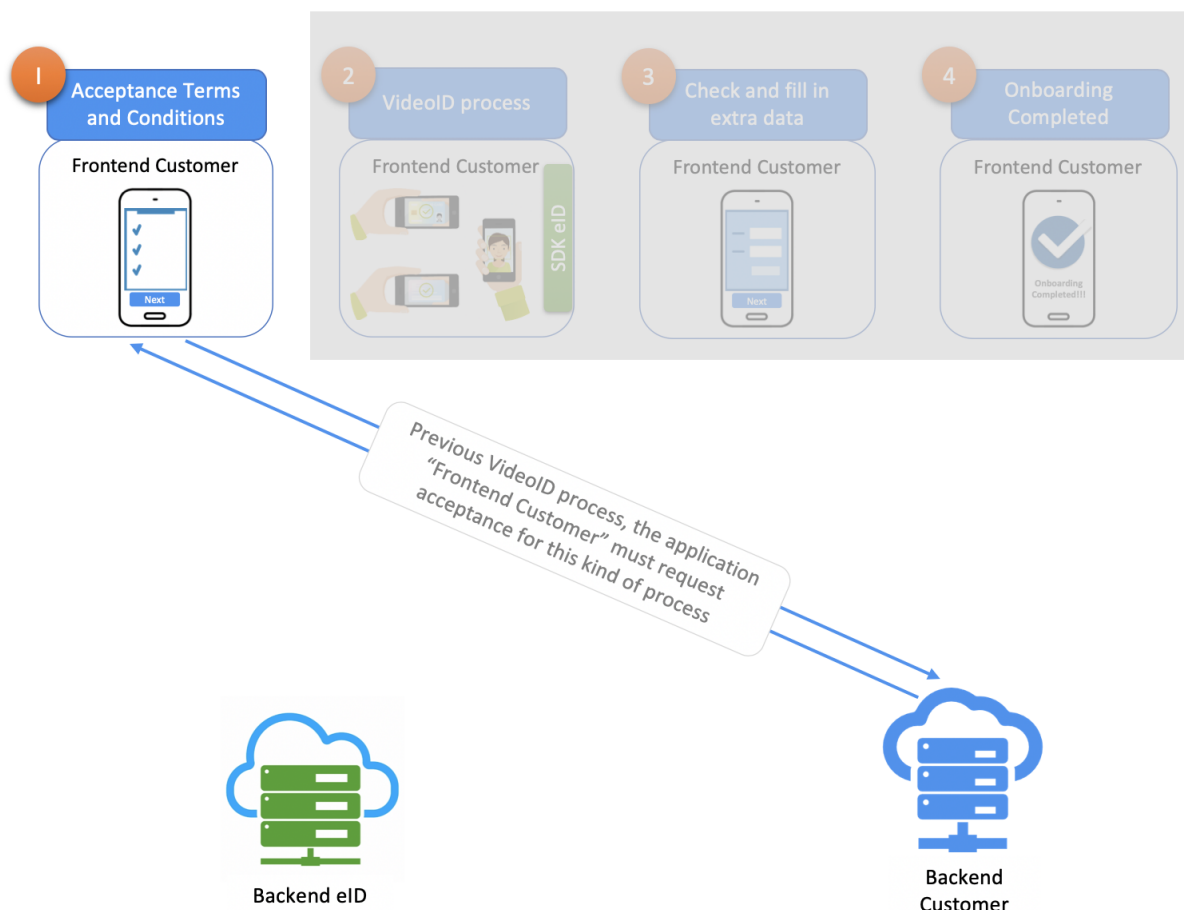 1
Acceptance Terms
and Conditions
Frontend Customer
Next
2
VideoID process
Frontend Customer
SDK eID
3
Check and fill in
extra data
Frontend Customer
Next
4
Onboarding
Completed
Frontend Customer
Onboarding
Completed!!!
Previous VideoID process, the application
“Frontend Customer” must request
acceptance for this kind of process
Backend eID
Backend
Customer